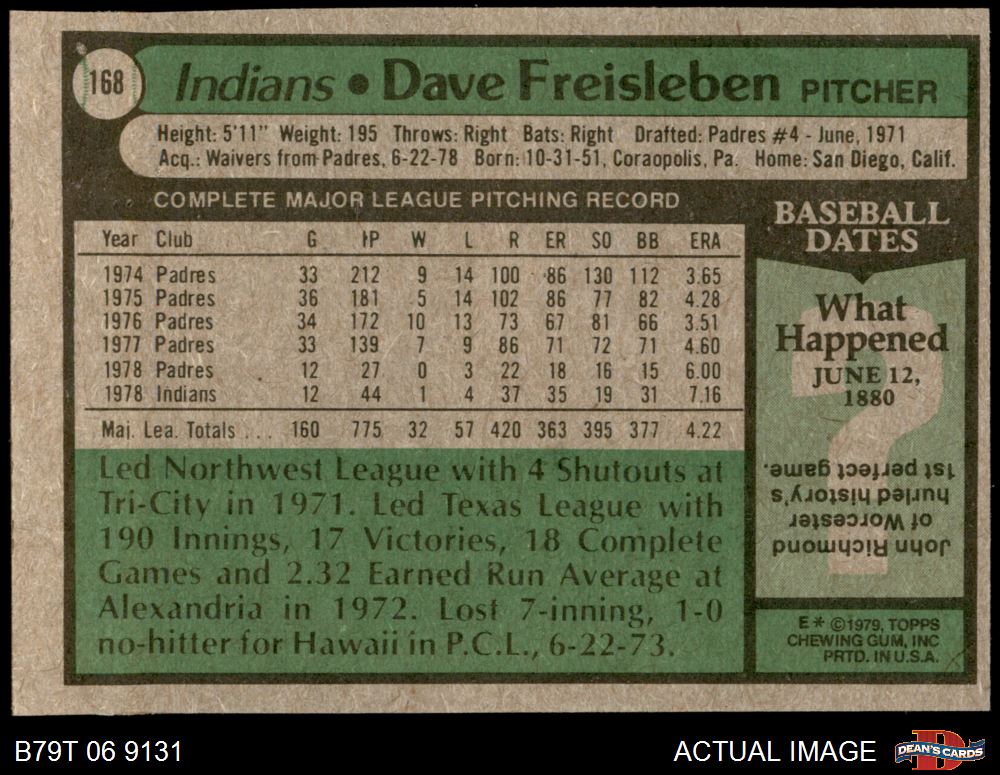 168
Indians • Dave Freisleben PITCHER
Height: 5'11" Weight: 195 Throws: Right Bats: Right Drafted: Padres #4 - June, 1971
Acq.: Waivers from Padres, 6-22-78 Born: 10-31-51, Coraopolis, Pa. Home: San Diego, Calif.
COMPLETE MAJOR LEAGUE PITCHING RECORD
Year Club G IP W L R ER SO BB ERA
1974 Padres 33 212 9 14 100 86 130 112 3.65
1975 Padres 36 181 5 14 102 86 77 82 4.28
1976 Padres 34 172 10 13 73 67 81 66 3.51
1977 Padres 33 139 7 9 86 71 72 71 4.60
1978 Padres 12 27 0 3 22 18 16 15 6.00
1978 Indians 12 44 1 4 37 35 19 31 7.16
Maj. Lea. Totals ... 160 775 32 57 420 363 395 377 4.22
Led Northwest League with 4 Shutouts at
Tri-City in 1971. Led Texas League with
190 Innings, 17 Victories, 18 Complete
Games and 2.32 Earned Run Average at
Alexandria in 1972. Lost 7-inning, 1-0
no-hitter for Hawaii in P.C.L., 6-22-73.
BASEBALL
DATES
What
Happened
JUNE 12,
1880
?
John Richmond
of Worcester
hurled history's
1st perfect game.
E* ©1979, TOPPS
CHEWING GUM, INC
PRTD. IN U.S.A.
B79T 06 9131
ACTUAL IMAGE
D
DEAN'S CARDS